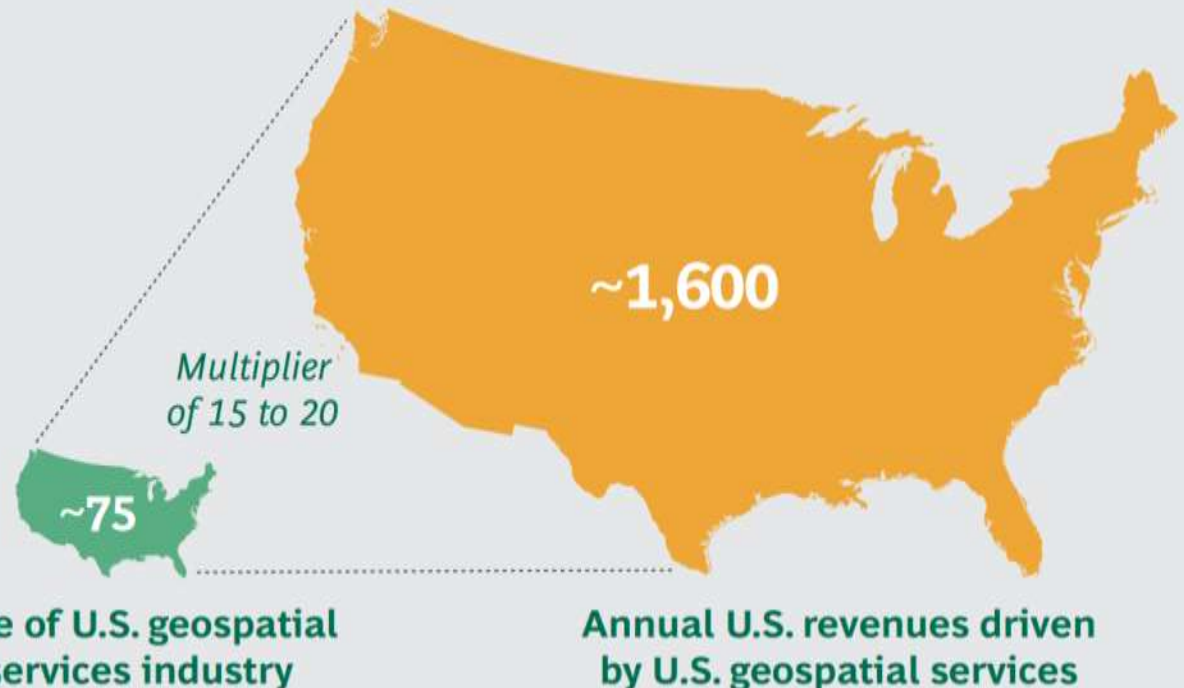 ~1,600
Multiplier
of 15 to 20
~75
e of U.S. geospatial
services industry
Annual U.S. revenues driven
by U.S. geospatial services